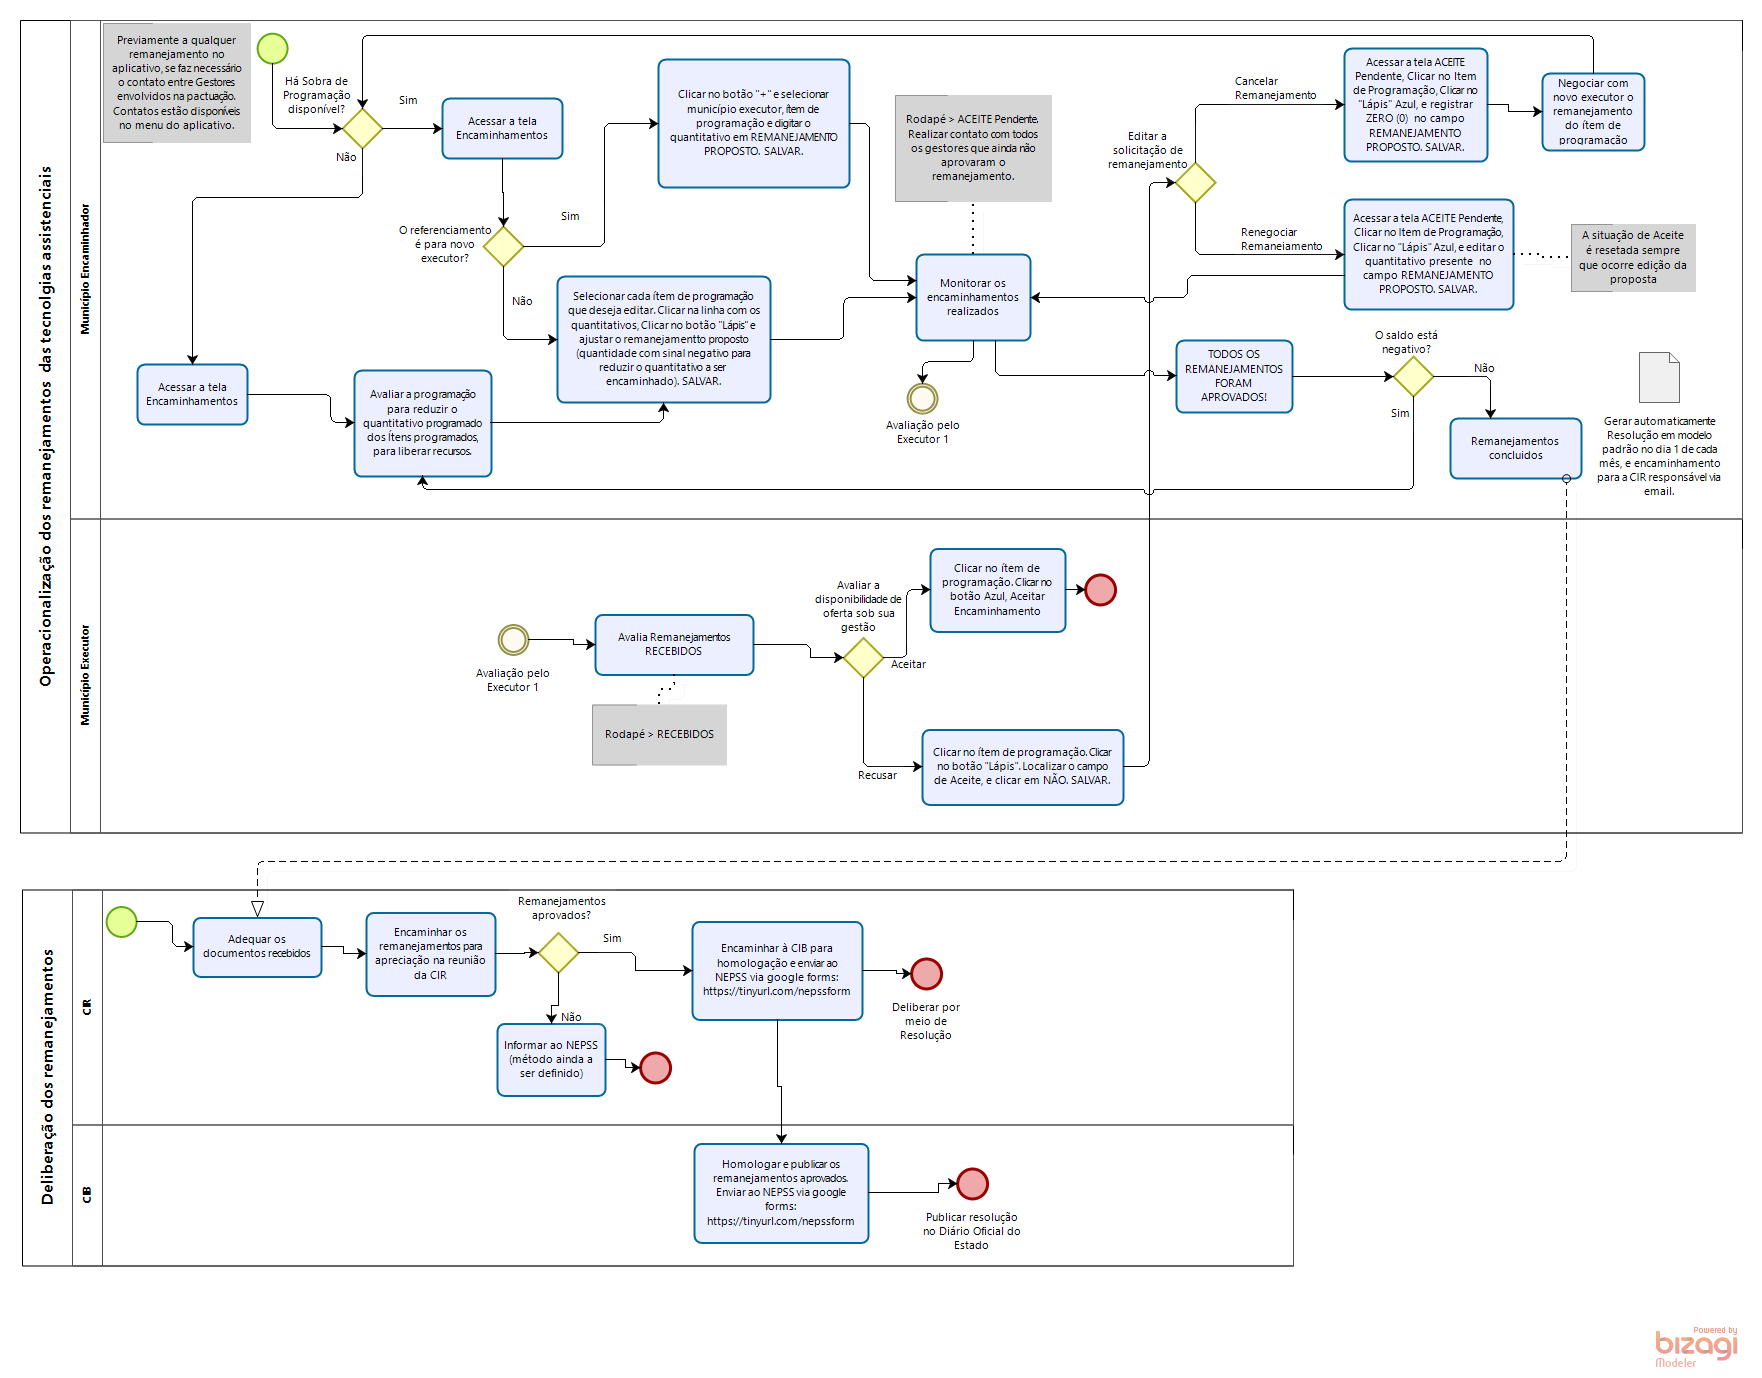 Operacionalização dos remanejamentos das tecnolgias assistenciais
Município Encaminhador
Previamente a qualquer
remanejamento no
aplicativo, se faz necessário
o contato entre Gestores
envolvidos na pactuação.
Contatos estão disponíveis
no menu do aplicativo.
Há Sobra de
Programação
disponível?
Sim
Não
Acessar a tela
Encaminhamentos
O referenciamento
é para novo
executor?
Sim
Não
Clicar no botão "+" e selecionar
município executor, ítem de
programação e digitar o
quantitativo em REMANEJAMENTO
PROPOSTO. SALVAR.
Selecionar cada ítem de programação
que deseja editar. Clicar na linha com os
quantitativos, Clicar no botão "Lápis" e
ajustar o remanejamentto proposto
(quantidade com sinal negativo para
reduzir o quantitativo a ser
encaminhado). SALVAR.
Acessar a tela
Encaminhamentos
Avaliar a programação
para reduzir o
quantitativo programado
dos Ítens programados,
para liberar recursos.
Rodapé > ACEITE Pendente.
Realizar contato com todos
os gestores que ainda não
aprovaram o
remanejamento.
Monitorar os
encaminhamentos
realizados
Avaliação pelo
Executor 1
Editar a
solicitação de
remanejamento
Cancelar
Remanejamento
Renegociar
Remanejamento
Acessar a tela ACEITE
Pendente, Clicar no Item
de Programação, Clicar no
"Lápis" Azul, e registrar
ZERO (0) no campo
REMANEJAMENTO
PROPOSTO. SALVAR.
Negociar com
novo executor o
remanejamento
do ítem de
programação
Acessar a tela ACEITE Pendente,
Clicar no Item de Programação,
Clicar no "Lápis" Azul, e editar o
quantitativo presente no
campo REMANEJAMENTO
PROPOSTO. SALVAR.
A situação de Aceite
é resetada sempre
que ocorre edição da
proposta
TODOS OS
REMANEJAMENTOS
FORAM
APROVADOS!
O saldo está
negativo?
Não
Sim
Remanejamentos
concluidos
Gerar automaticamente
Resolução em modelo
padrão no dia 1 de cada
mês, e encaminhamento
para a CIR responsável via
email.
Município Executor
Avaliação pelo
Executor 1
Avalia Remanejamentos
RECEBIDOS
Rodapé > RECEBIDOS
Avaliar a
disponibilidade de
oferta sob sua
gestão
Aceitar
Recusar
Clicar no ítem de
programação. Clicar no
botão Azul, Aceitar
Encaminhamento
Clicar no ítem de programação. Clicar
no botão "Lápis". Localizar o campo
de Aceite, e clicar em NÃO. SALVAR.
Deliberação dos remanejamentos
CIR
Adequar os
documentos recebidos
Encaminhar os
remanejamentos para
apreciação na reunião
da CIR
Remanejamentos
aprovados?
Sim
Não
Informar ao NEPSS
(método ainda a
ser definido)
Encaminhar à CIB para
homologação e enviar ao
NEPSS via google forms:
https://tinyurl.com/nepssform
Deliberar por
meio de
Resolução
CIB
Homologar e publicar os
remanejamentos aprovados.
Enviar ao NEPSS via google
forms:
https://tinyurl.com/nepssform
Publicar resolução
no Diário Oficial do
Estado
Powered by
bizagi
Modeler